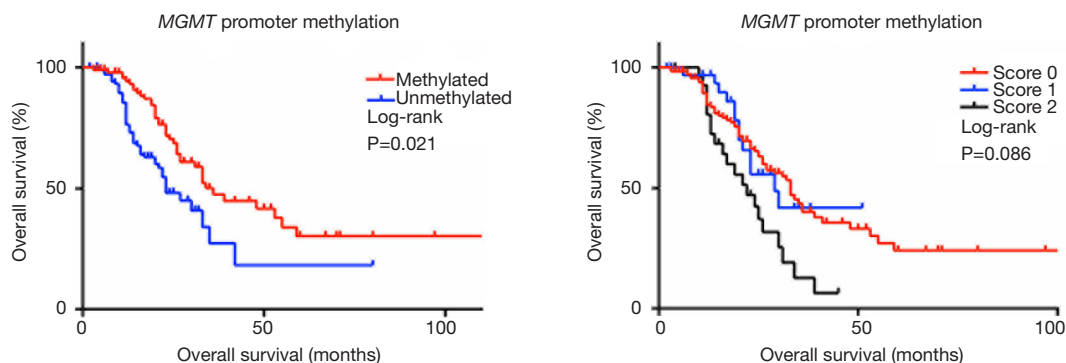 MGMT promoter methylation
Overall survival (%)
100
50
0
Methylated
Unmethylated
Log-rank
P=0.021
0
50
100
Overall survival (months)
MGMT promoter methylation
Overall survival (%)
100
50
0
Score 0
Score 1
Score 2
Log-rank
P=0.086
0
50
100
Overall survival (months)